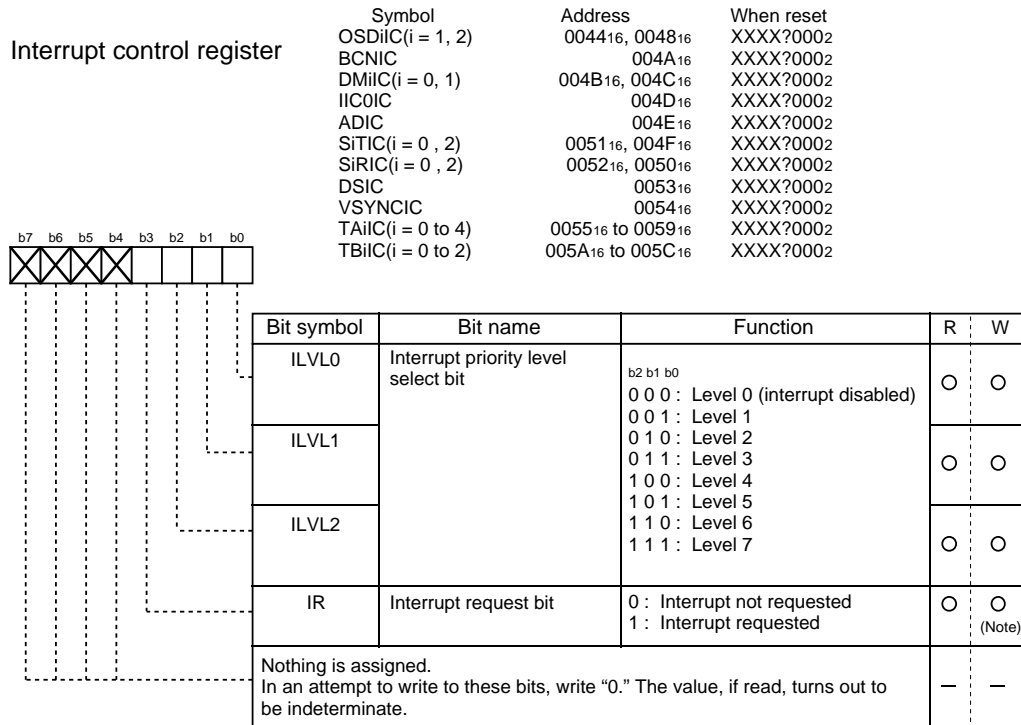 Interrupt control register
Symbol Address When reset
OSDiIC(i = 1, 2) 004416, 004816 XXXX?0002
BCNIC 004A16 XXXX?0002
DMiIC(i = 0, 1) 004B16, 004C16 XXXX?0002
IIC0IC 004D16 XXXX?0002
ADIC 004E16 XXXX?0002
SiTIC(i = 0 , 2) 005116, 004F16 XXXX?0002
SiRIC(i = 0 , 2) 005216, 005016 XXXX?0002
DSIC 005316 XXXX?0002
VSYNCIC 005416 XXXX?0002
TAiIC(i = 0 to 4) 005516 to 005916 XXXX?0002
TBiIC(i = 0 to 2) 005A16 to 005C16 XXXX?0002
b7 b6 b5 b4 b3 b2 b1 b0
Bit symbol Bit name Function R W
ILVL0 Interrupt priority level
select bit
b2 b1 b0
0 0 0 : Level 0 (interrupt disabled)
0 0 1 : Level 1
ILVL1 0 1 0 : Level 2
0 1 1 : Level 3
1 0 0 : Level 4
1 0 1 : Level 5
ILVL2 1 1 0 : Level 6
1 1 1 : Level 7
IR Interrupt request bit 0 : Interrupt not requested
1 : Interrupt requested (Note)
Nothing is assigned.
In an attempt to write to these bits, write “0.” The value, if read, turns out to
be indeterminate.